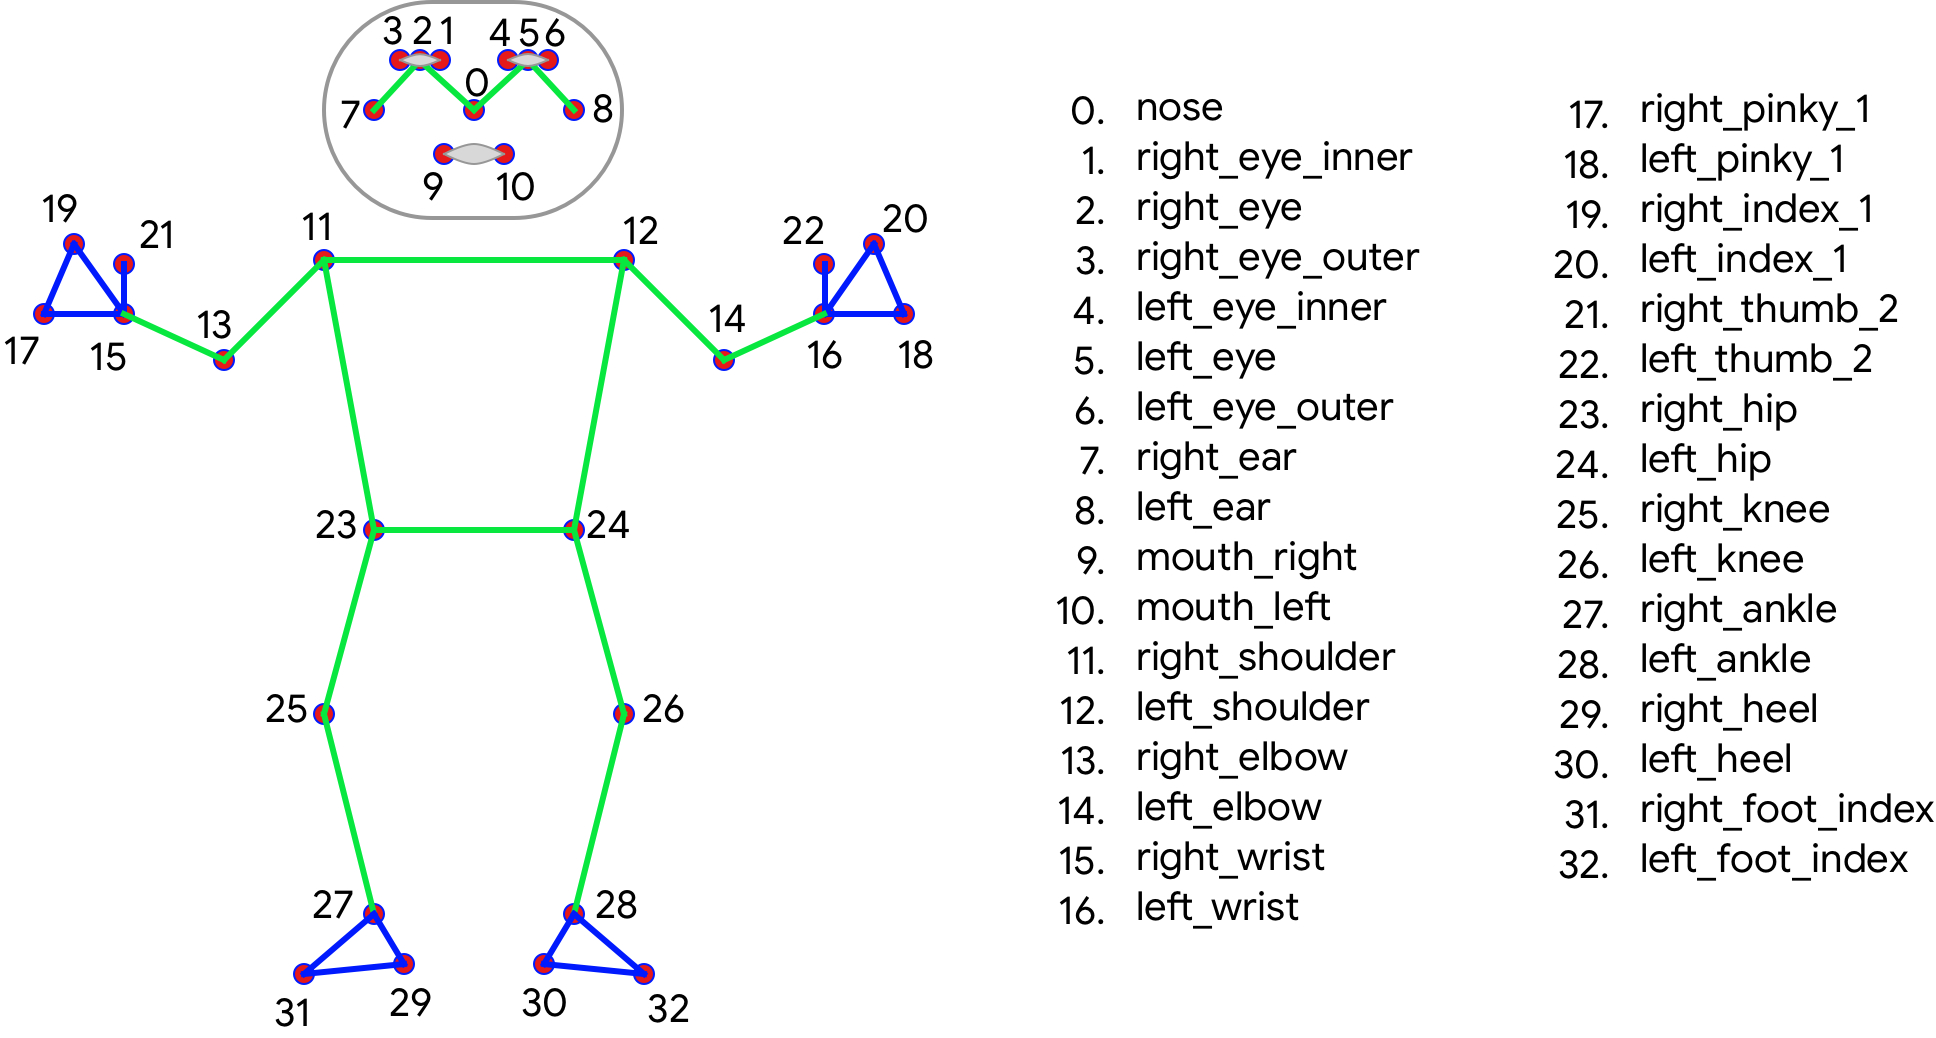 3 2 1 4 5 6
0
7 8
9 10
19 21 11 12 22 20
17 15 13 14 16 18
23 24
25 26
27 28
31 29 30 32
0. nose
1. right_eye_inner
2. right_eye
3. right_eye_outer
4. left_eye_inner
5. left_eye
6. left_eye_outer
7. right_ear
8. left_ear
9. mouth_right
10. mouth_left
11. right_shoulder
12. left_shoulder
13. right_elbow
14. left_elbow
15. right_wrist
16. left_wrist
17. right_pinky_1
18. left_pinky_1
19. right_index_1
20. left_index_1
21. right_thumb_2
22. left_thumb_2
23. right_hip
24. left_hip
25. right_knee
26. left_knee
27. right_ankle
28. left_ankle
29. right_heel
30. left_heel
31. right_foot_index
32. left_foot_index